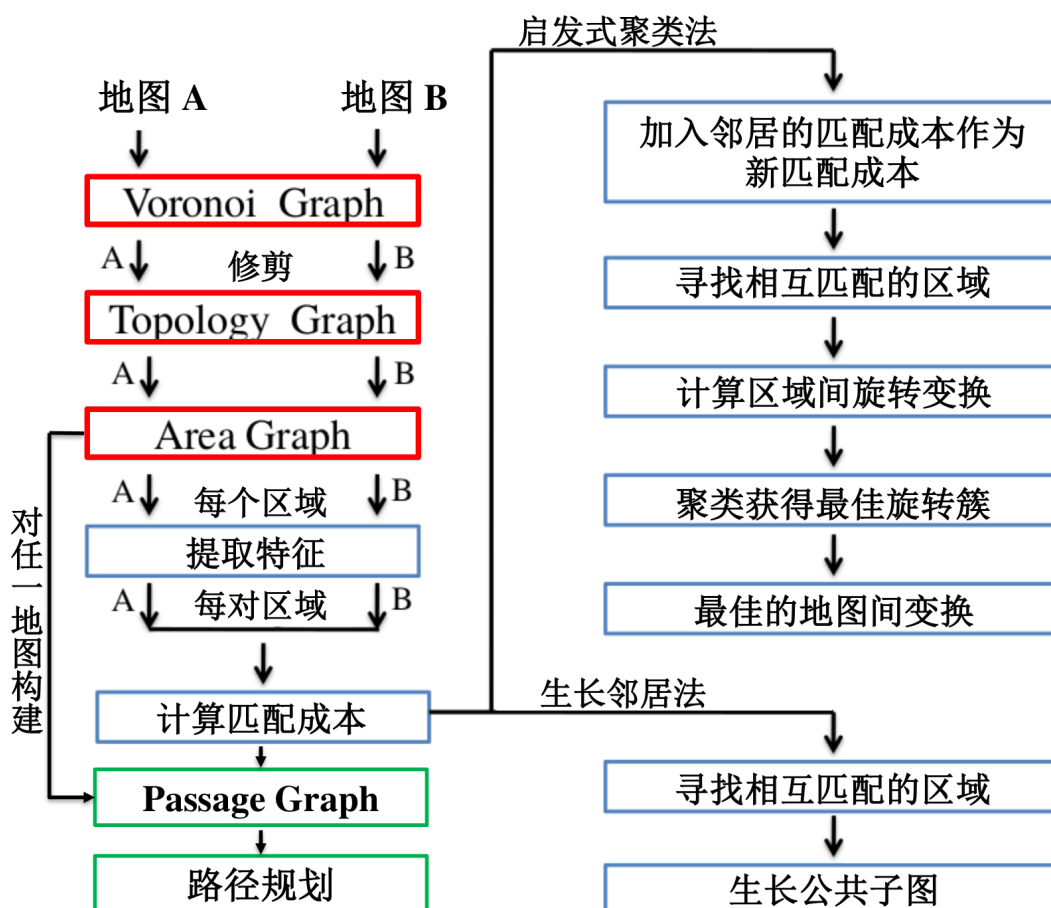 启发式聚类法
地图 A
地图 B
加入邻居的匹配成本作为
新匹配成本
Voronoi Graph
A
修剪
B
寻找相互匹配的区域
Topology Graph
A
B
计算区域间旋转变换
Area Graph
A
每个区域
B
聚类获得最佳旋转簇
对任一地图构建
提取特征
A
每对区域
B
最佳的地图间变换
生长邻居法
计算匹配成本
寻找相互匹配的区域
Passage Graph
路径规划
生长公共子图